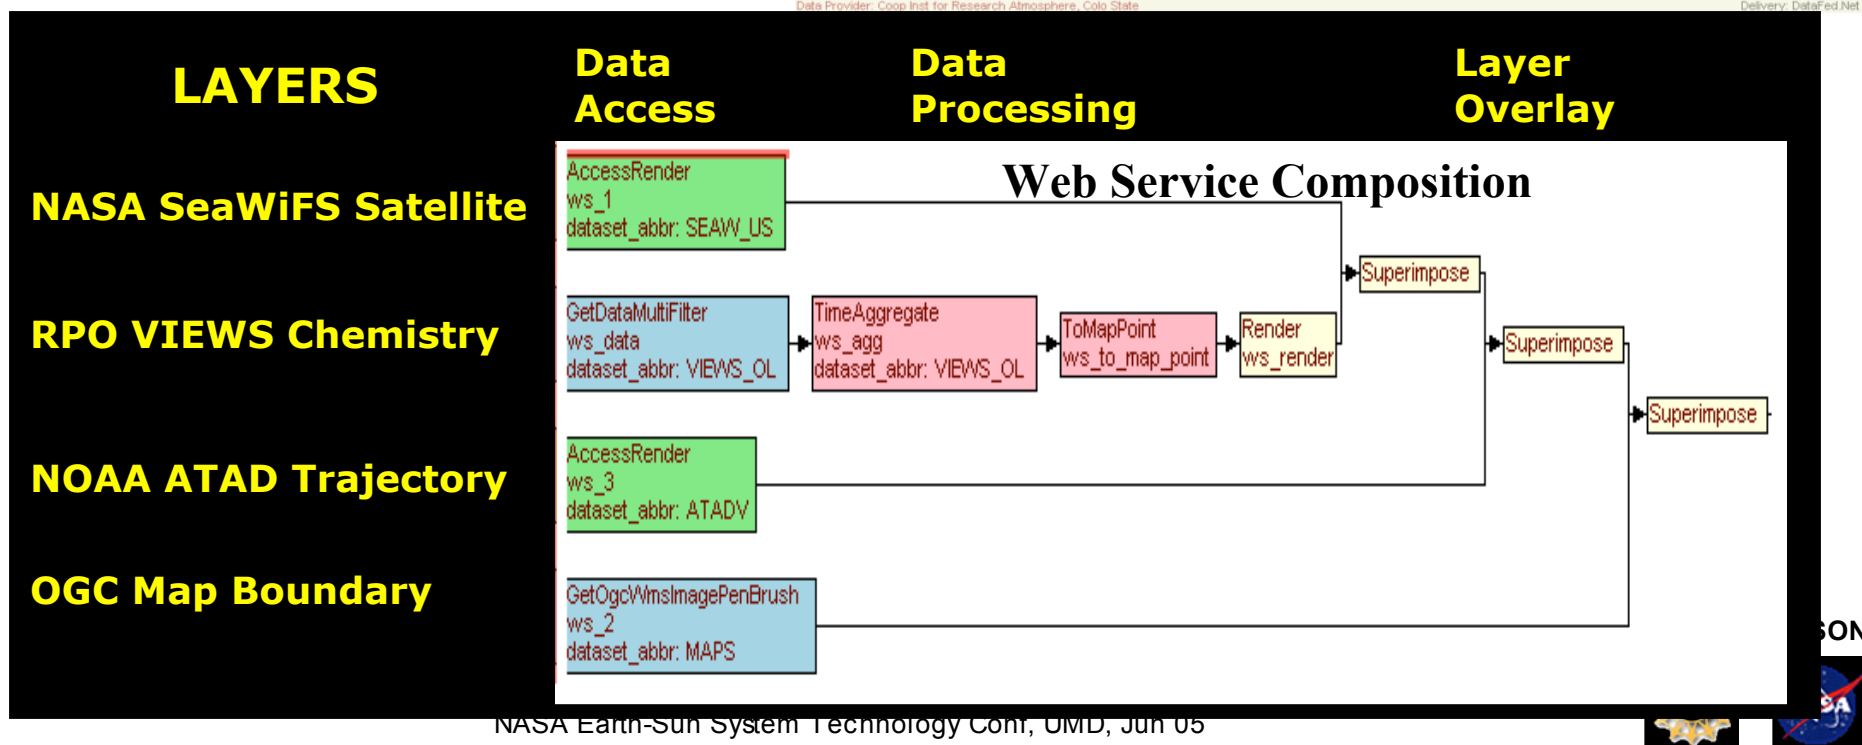 Data Provider: Coop Inst for Research Atmosphere, Colo State
Delivery: DataFed.Net
LAYERS
Data
Access
Data
Processing
Layer
Overlay
Web Service Composition
NASA SeaWiFS Satellite
AccessRender
ws_1
dataset_abbr: SEAW_US
Superimpose
RPO VIEWS Chemistry
GetDataMultiFilter
ws_data
dataset_abbr: VIEWS_OL
TimeAggregate
ws_agg
dataset_abbr: VIEWS_OL
ToMapPoint
ws_to_map_point
Render
ws_render
Superimpose
Superimpose
NOAA ATAD Trajectory
AccessRender
ws_3
dataset_abbr: ATADV
OGC Map Boundary
GetOgcWmsImagePenBrush
ws_2
dataset_abbr: MAPS
SON
NASA Earth-Sun System Technology Conf, UMD, Jun 05